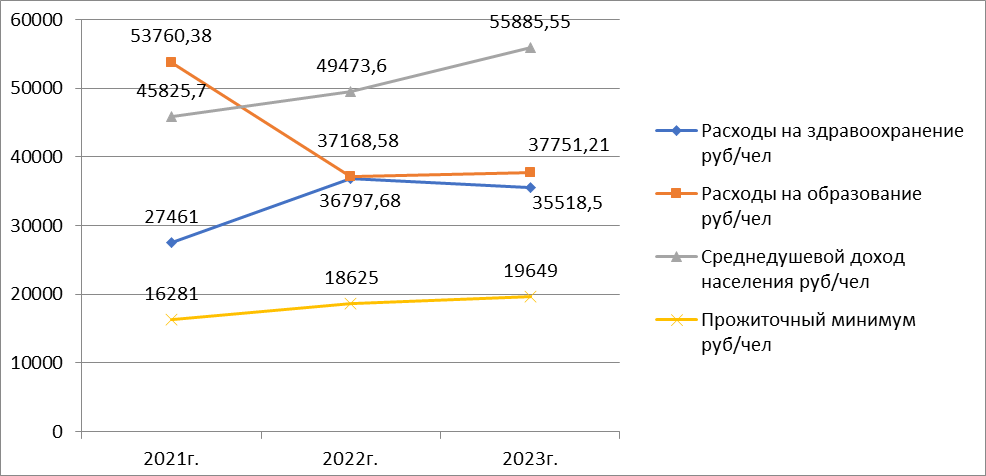 60000
50000
40000
30000
20000
10000
0
53760,38
45825,7
27461
16281
49473,6
37168,58
36797,68
18625
55885,55
37751,21
35518,5
19649
2021г.
2022г.
2023г.
Расходы на здравоохранение
руб/чел
Расходы на образование
руб/чел
Среднедушевой доход
населения руб/чел
Прожиточный минимум
руб/чел